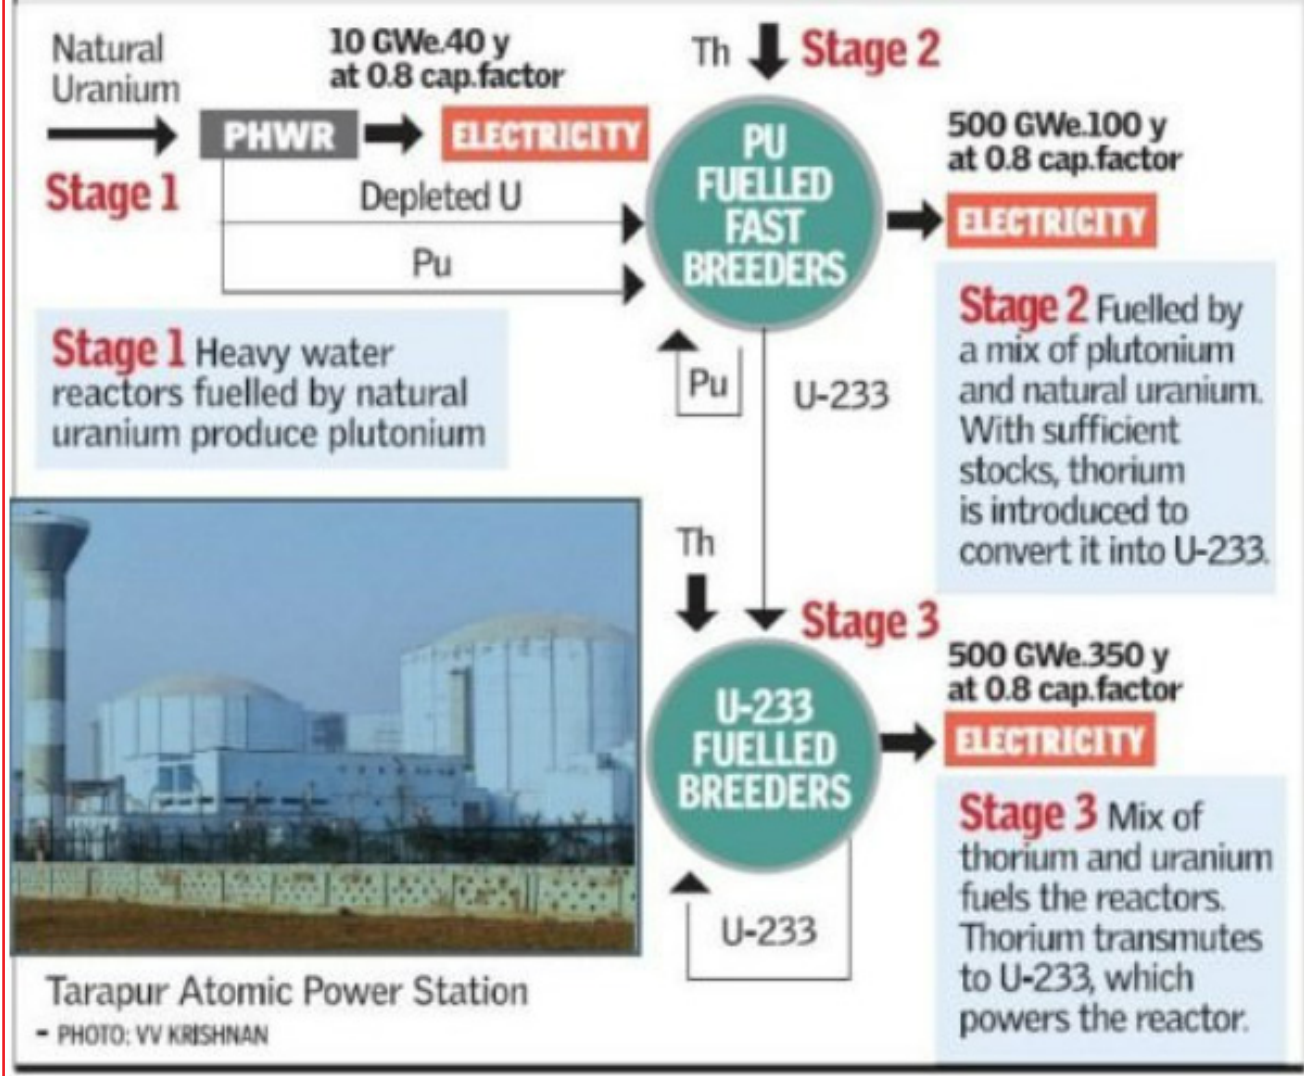 Natural
Uranium
10 GWe.40 y
at 0.8 cap.factor
PHWR
ELECTRICITY
Stage 1
Depleted U
Pu
Stage 1 Heavy water
reactors fuelled by natural
uranium produce plutonium
Th
Stage 2
PU
FUELLED
FAST
BREEDERS
500 GWe.100 y
at 0.8 cap.factor
ELECTRICITY
Pu
U-233
Stage 2 Fuelled by
a mix of plutonium
and natural uranium.
With sufficient
stocks, thorium
is introduced to
convert it into U-233.
Th
Stage 3
U-233
FUELLED
BREEDERS
500 GWe.350 y
at 0.8 cap.factor
ELECTRICITY
U-233
Stage 3 Mix of
thorium and uranium
fuels the reactors.
Thorium transmutes
to U-233, which
powers the reactor.
Tarapur Atomic Power Station
- PHOTO: VV KRISHNAN